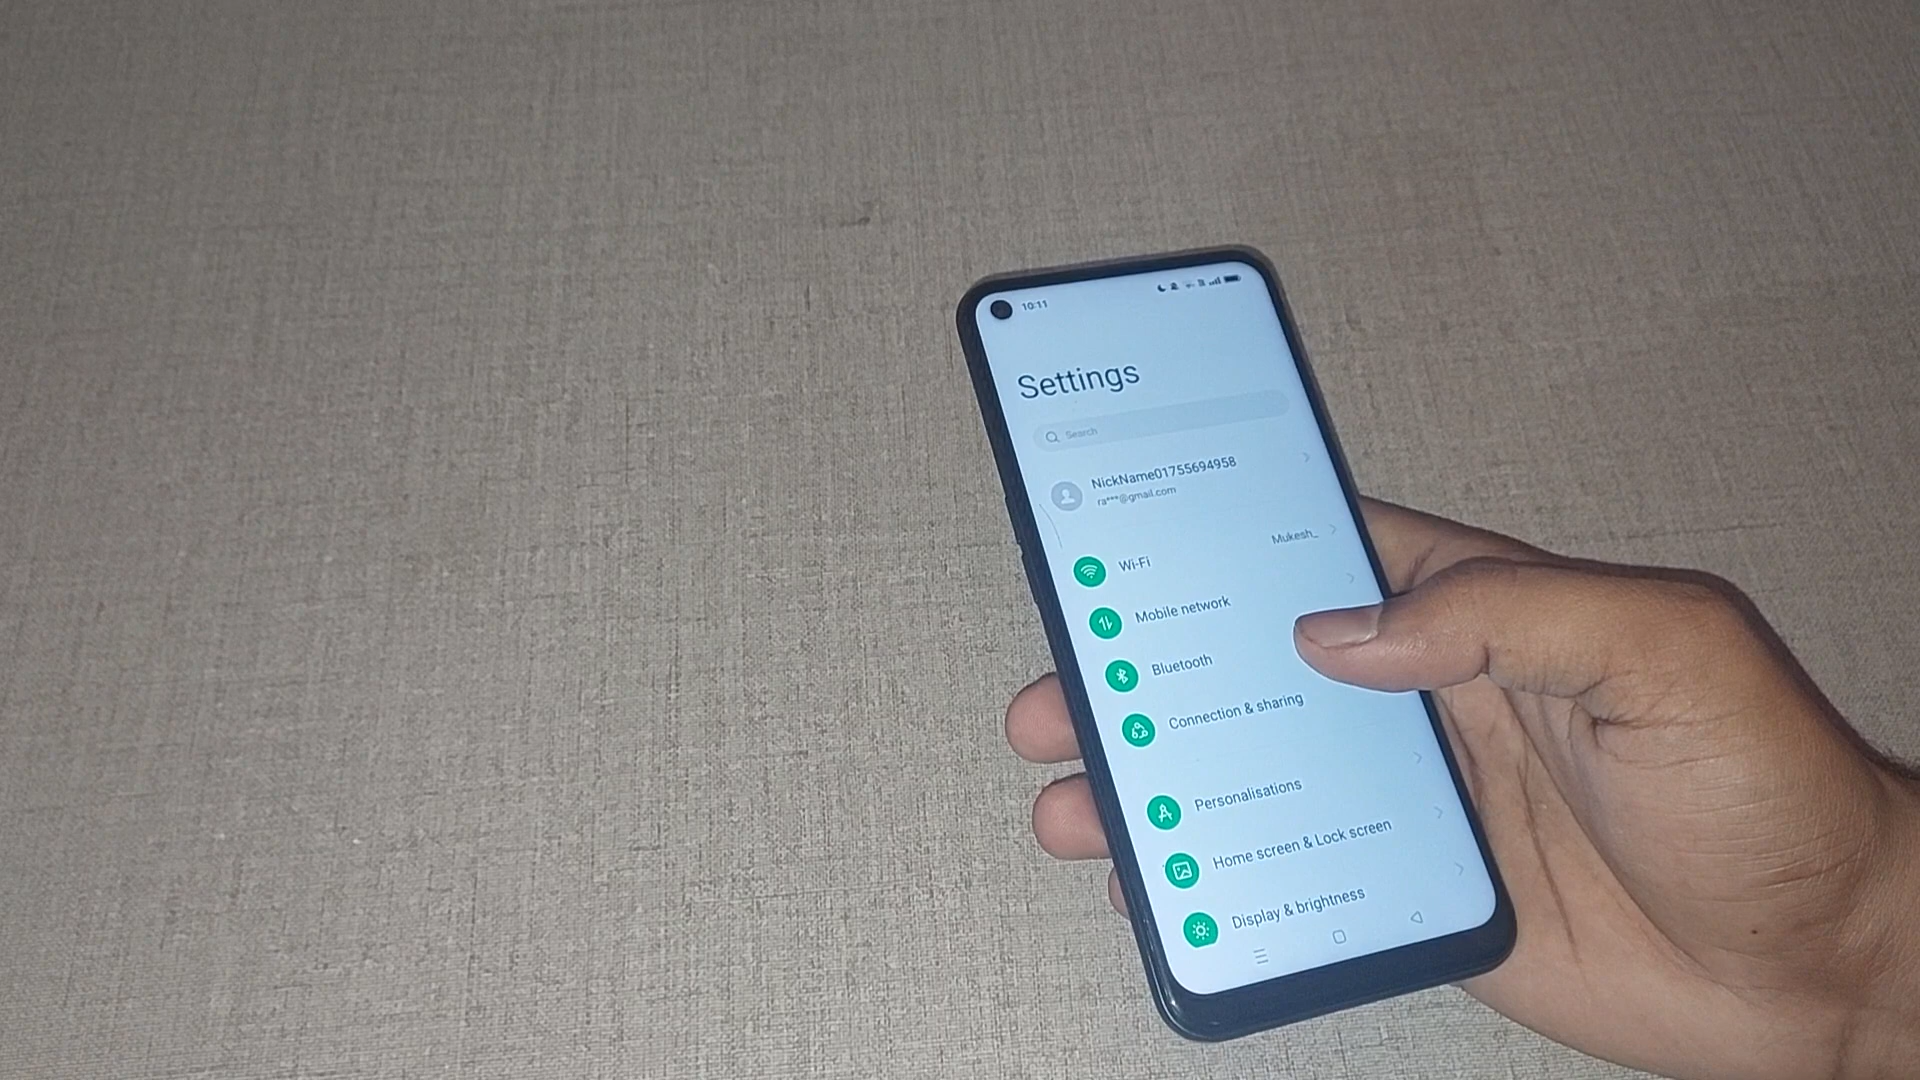 10:11
Settings
Search
NickName01755694958
ra***@gmail.com
Wi-Fi
Mukesh_
Mobile network
Bluetooth
Connection & sharing
Personalisations
Home screen & Lock screen
Display & brightness